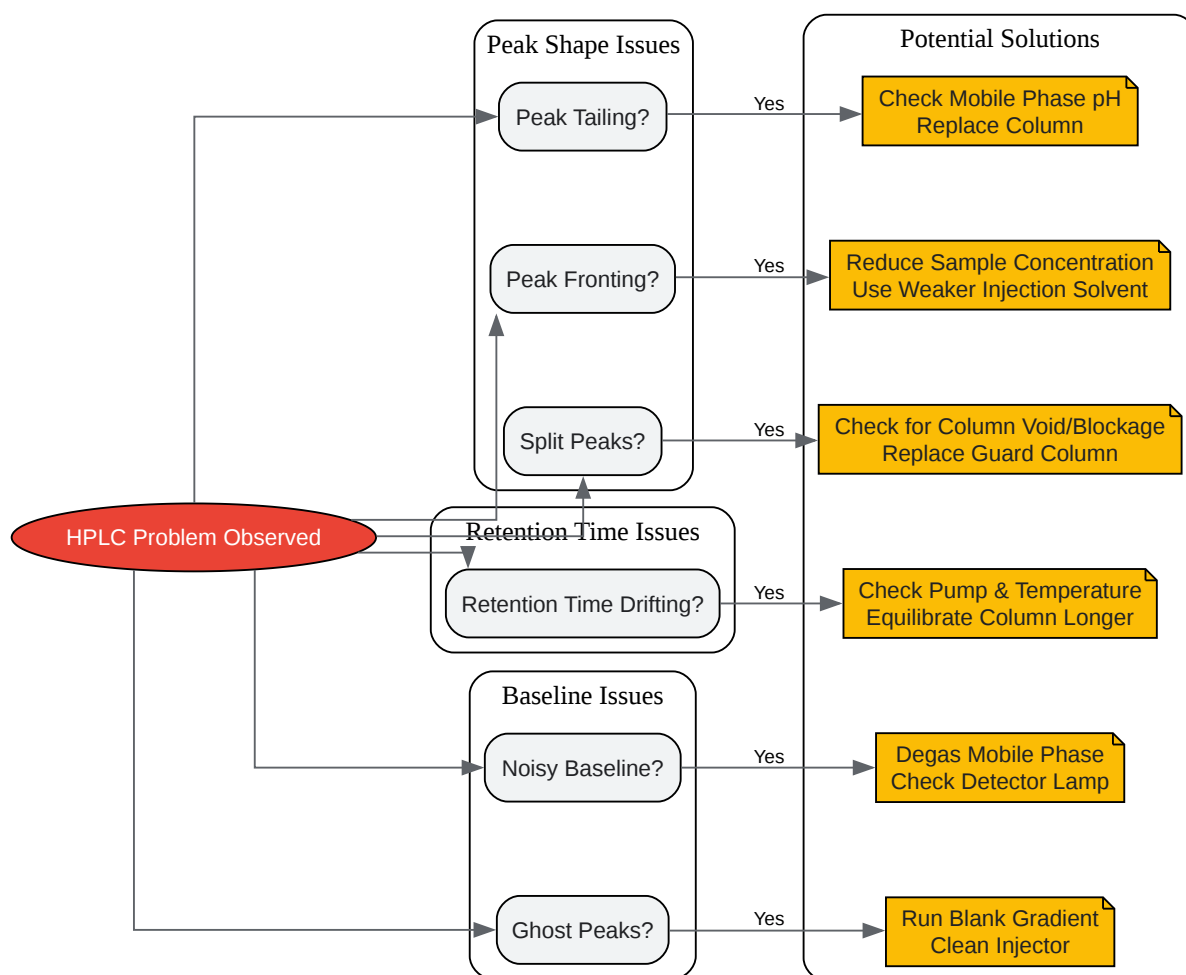 Peak Shape Issues
Potential Solutions
Peak Tailing?
Yes
Check Mobile Phase pH
Replace Column
Peak Fronting?
Yes
Reduce Sample Concentration
Use Weaker Injection Solvent
Split Peaks?
Yes
Check for Column Void/Blockage
Replace Guard Column
HPLC Problem Observed
Retention Time Issues
Retention Time Drifting?
Yes
Check Pump & Temperature
Equilibrate Column Longer
Baseline Issues
Noisy Baseline?
Yes
Degas Mobile Phase
Check Detector Lamp
Ghost Peaks?
Yes
Run Blank Gradient
Clean Injector